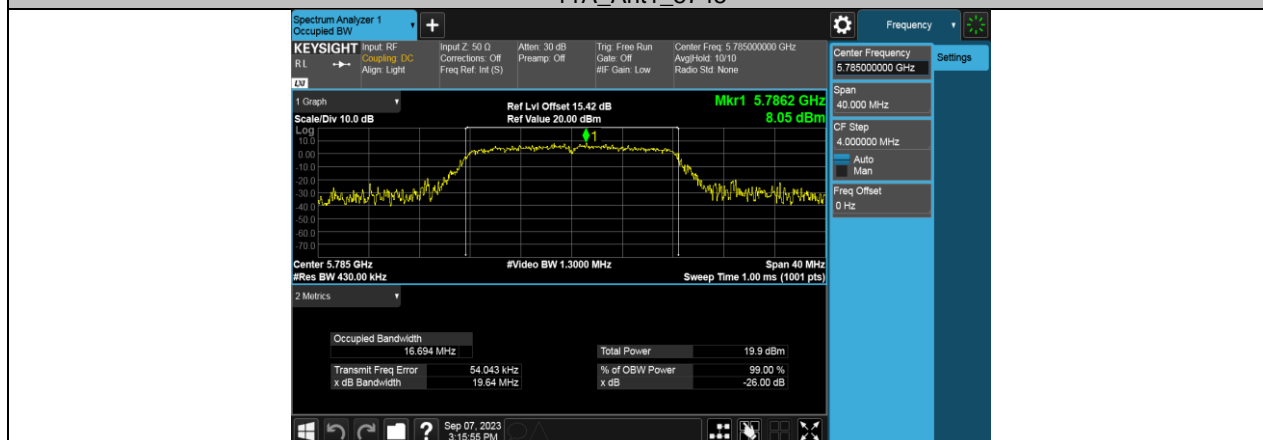 Spectrum Analyzer 1
Occupied BW
Frequency
KEYSIGHT
RL
LXI
Input: RF
Coupling: DC
Align: Light
Input Z: 50 Ω
Corrections: Off
Freq Ref: Int (S)
Atten: 30 dB
Preamp: Off
Trig: Free Run
Gate: Off
#IF Gain: Low
Center Freq: 5.785000000 GHz
Avg|Hold: 10/10
Radio Std: None
Center Frequency
5.785000000 GHz
Settings
Span
40.000 MHz
CF Step
4.000000 MHz
Auto
Man
Freq Offset
0 Hz
1 Graph
Scale/Div 10.0 dB
Ref Lvl Offset 15.42 dB
Ref Value 20.00 dBm
Mkr1 5.7862 GHz
8.05 dBm
Log
10.0
0.00
-10.0
-20.0
-30.0
-40.0
-50.0
-60.0
-70.0
1
Center 5.785 GHz
#Video BW 1.3000 MHz
Span 40 MHz
#Res BW 430.00 kHz
Sweep Time 1.00 ms (1001 pts)
2 Metrics
Occupied Bandwidth
16.694 MHz
Total Power 19.9 dBm
Transmit Freq Error 54.043 kHz
% of OBW Power 99.00 %
x dB Bandwidth 19.64 MHz
x dB -26.00 dB
?
Sep 07, 2023
3:15:55 PM